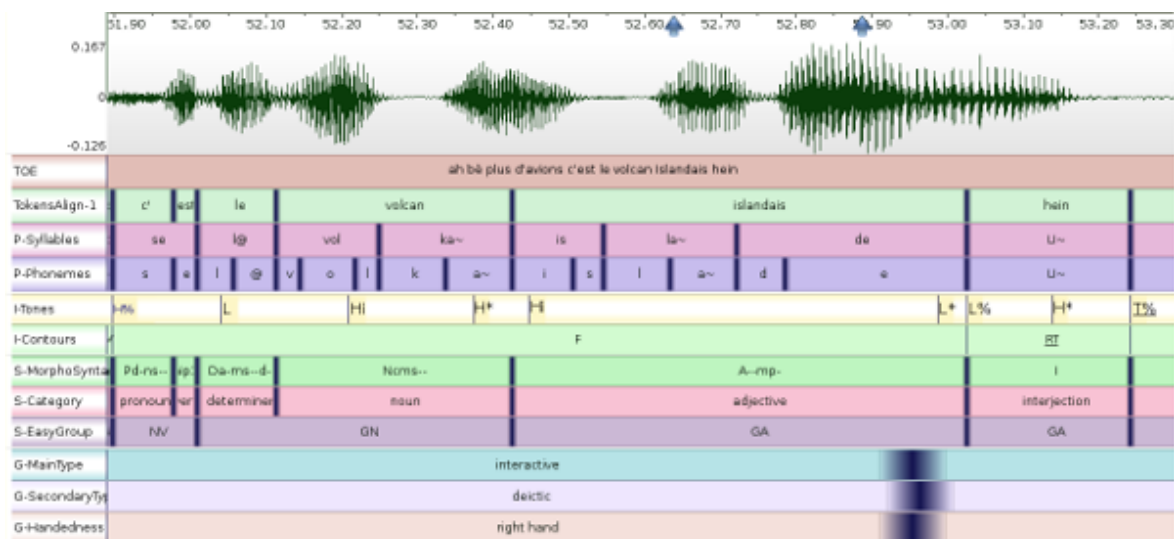 51.90 52.00 52.10 52.20 52.30 52.40 52.50 52.60 52.70 52.80 52.90 53.00 53.10 53.20 53.30
0.167
0
-0.126
TOE ah bè plus d'avions c'est le volcan Islandais hein
TokensAlign-1 c' est le volcan islandais hein
P-Syllables se l@ vol ka~ is la~ de U~
P-Phonemes s e l @ v o l k a~ i s l a~ d e U~
I-Tones H% L Hi H* Hi L* L% H* T%
I-Contours F RT
S-MorphoSynta Pd-ns-- ip: Da-ms--d- Ncms-- A--mp- I
S-Category pronoun ver determiner noun adjective interjection
S-EasyGroup NV GN GA GA
G-MainType interactive
G-SecondaryTy deictic
G-Handedness right hand